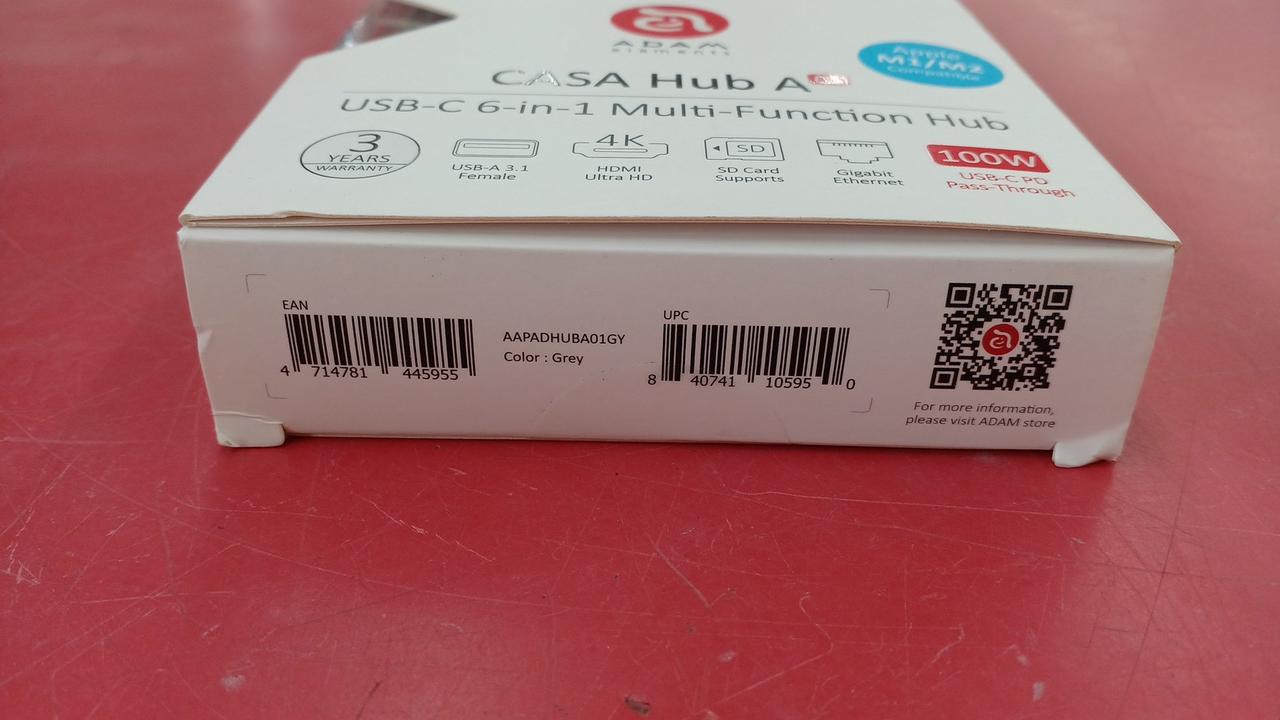 ADAM
elements
CASA Hub A
Apple
M1/M2
Compatible
USB-C 6-in-1 Multi-Function Hub
3
YEARS
WARRANTY
USB-A 3.1
Female
4K
HDMI
Ultra HD
SD
SD Card
Supports
Gigabit
Ethernet
100W
USB-C PD
Pass-Through
EAN
4 714781 445955
AAPADHUBA01GY
Color : Grey
UPC
8 40741 10595 0
For more information,
please visit ADAM store